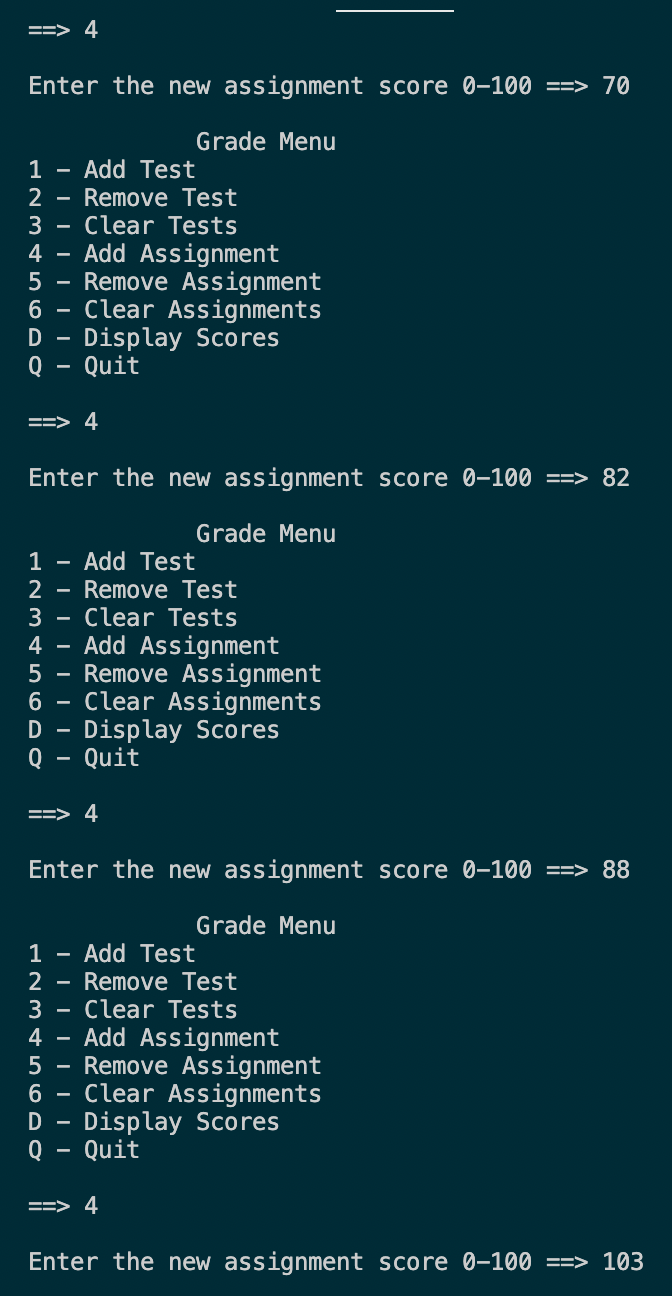 ==> 4
Enter the new assignment score 0-100 ==> 70
Grade Menu
1 - Add Test
2 - Remove Test
3 - Clear Tests
4 - Add Assignment
5 - Remove Assignment
6 - Clear Assignments
D - Display Scores
Q - Quit
==> 4
Enter the new assignment score 0-100 ==> 82
Grade Menu
1 - Add Test
2 - Remove Test
3 - Clear Tests
4 - Add Assignment
5 - Remove Assignment
6 - Clear Assignments
D - Display Scores
Q - Quit
==> 4
Enter the new assignment score 0-100 ==> 88
Grade Menu
1 - Add Test
2 - Remove Test
3 - Clear Tests
4 - Add Assignment
5 - Remove Assignment
6 - Clear Assignments
D - Display Scores
Q - Quit
==> 4
Enter the new assignment score 0-100 ==> 103